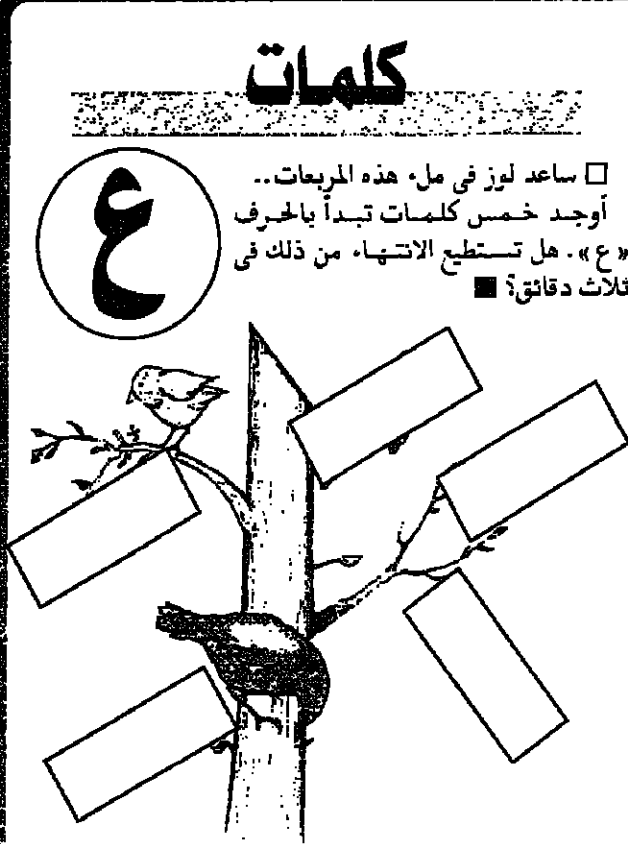 كلمات
□ ساعد لوز فى ملء هذه المربعات..
أوجد خمس كلمات تبدأ بالحرف
«ع». هل تستطيع الانتهاء من ذلك فى
ثلاث دقائق؟ ■
ع